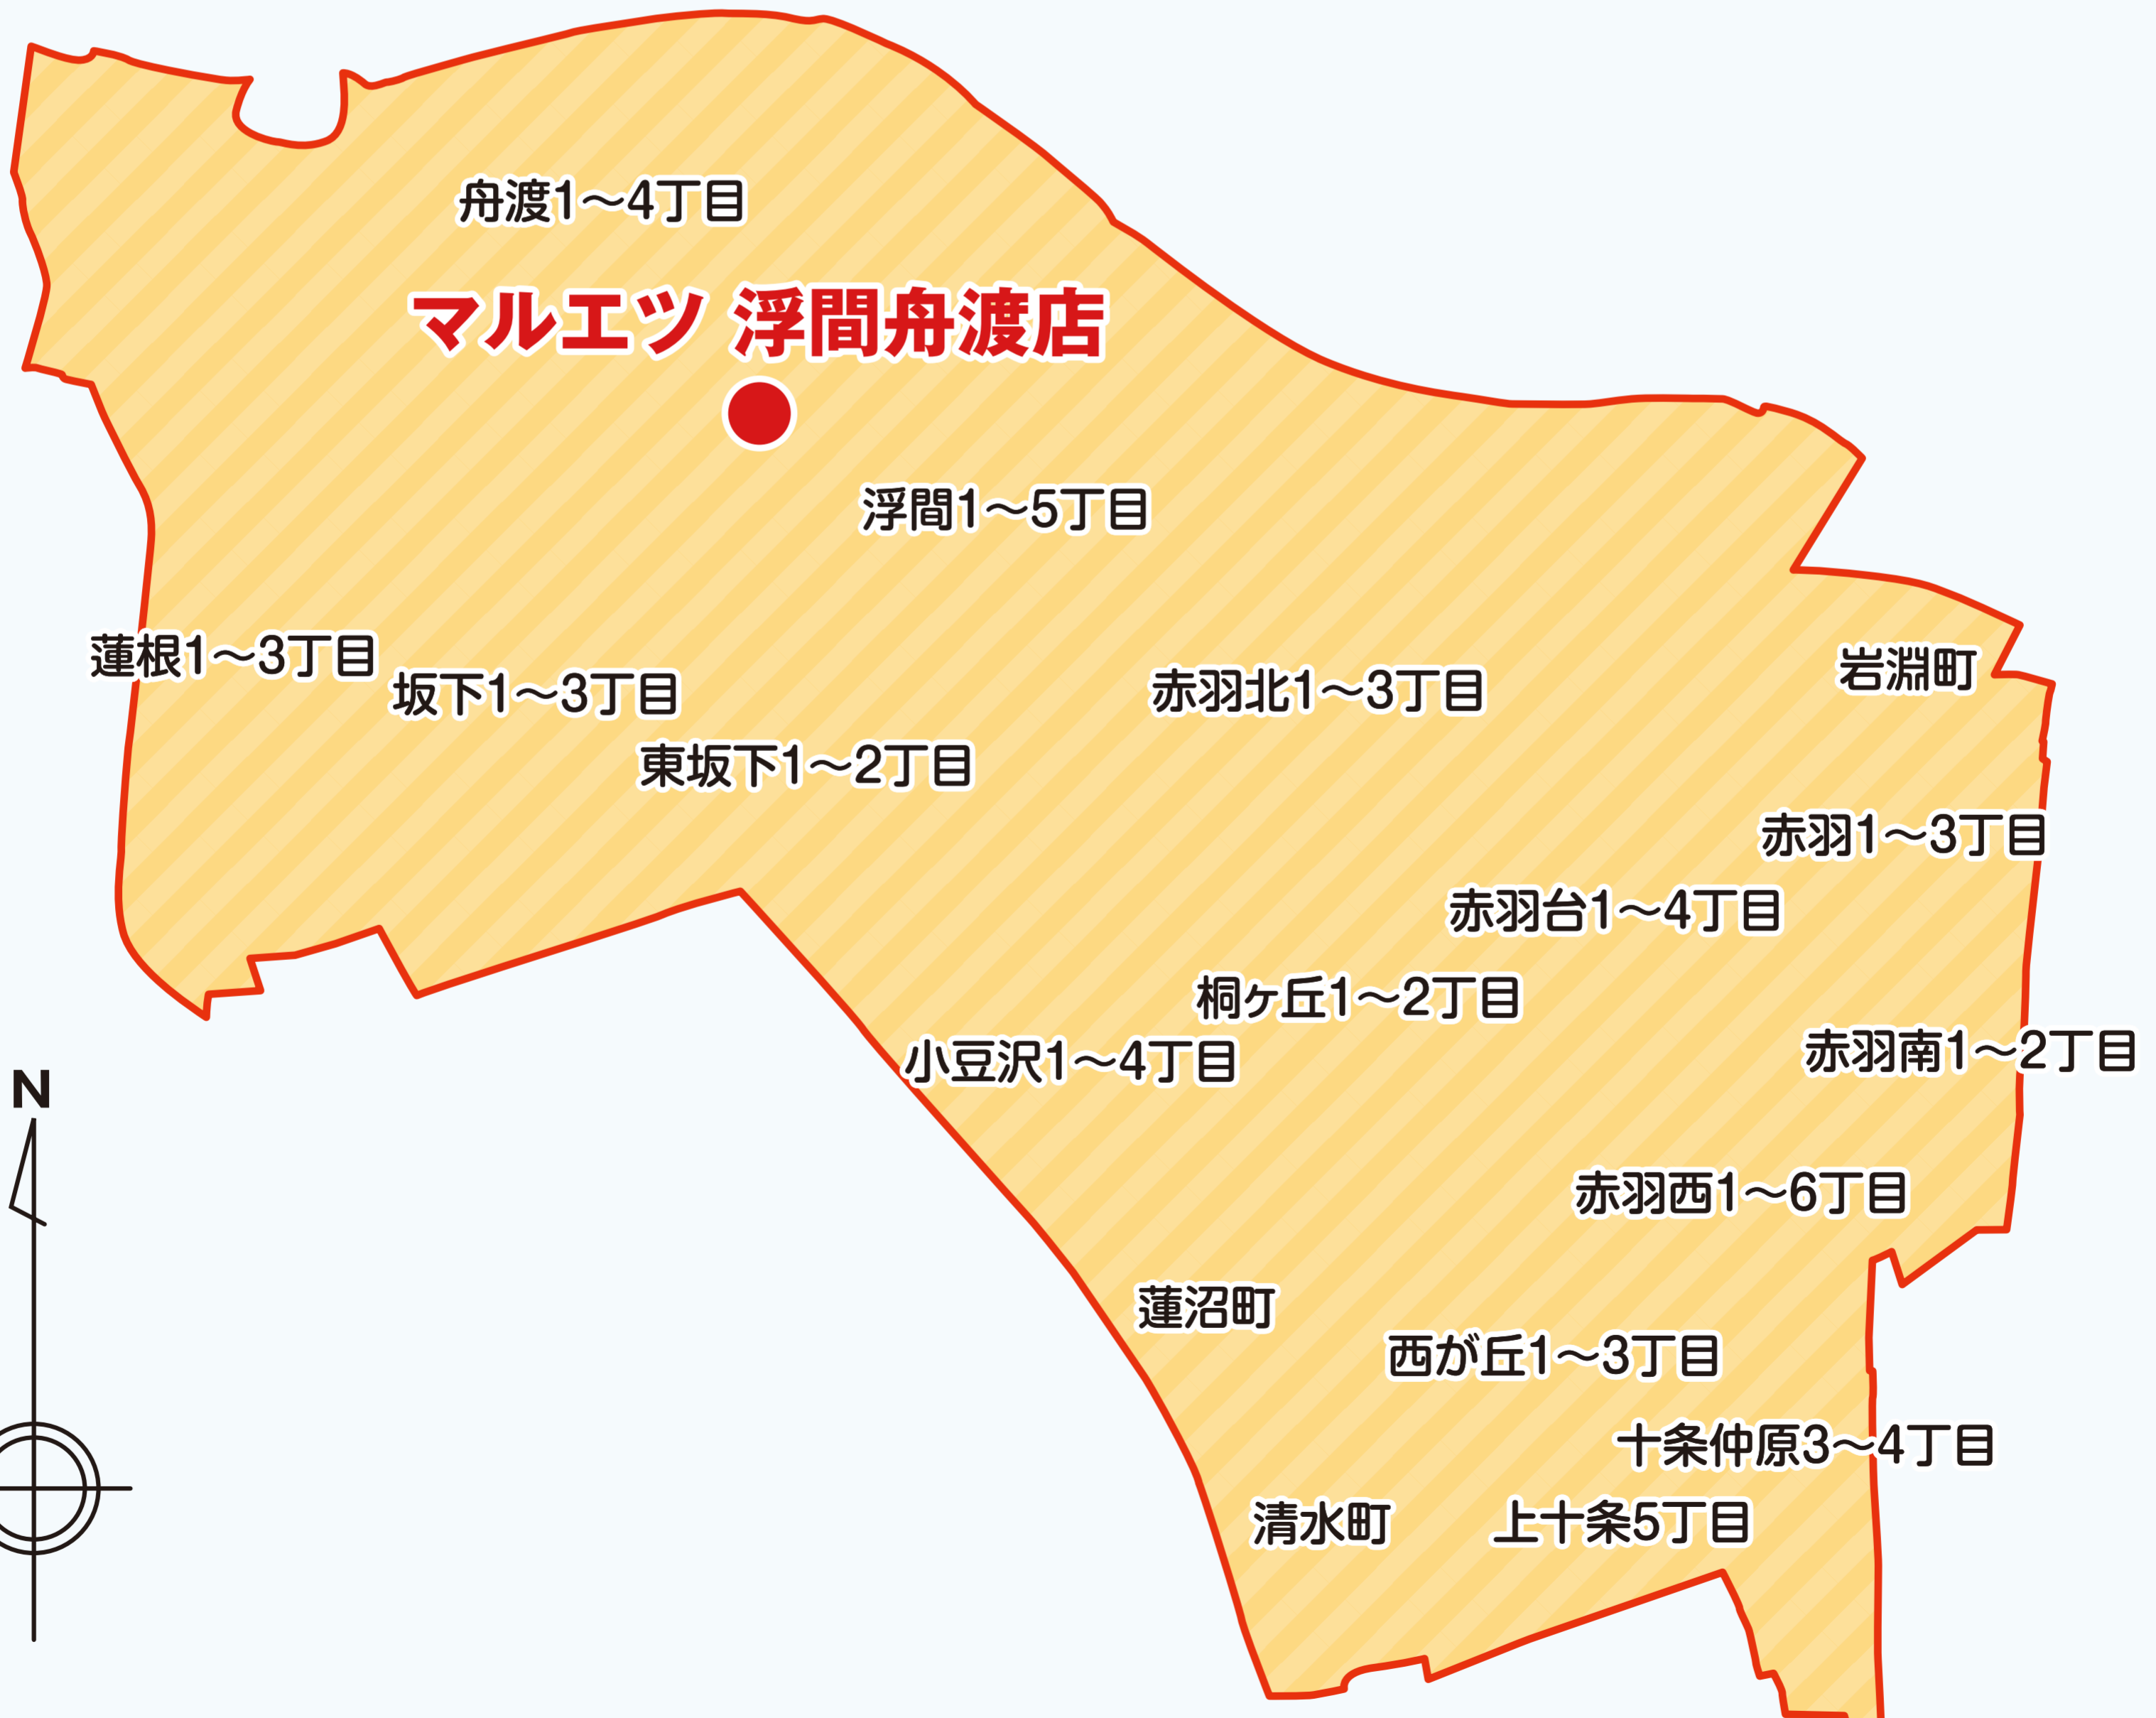 舟渡1～4丁目
マルエツ 浮間舟渡店
浮間1～5丁目
蓮根1～3丁目
坂下1～3丁目
赤羽北1～3丁目
岩淵町
東坂下1～2丁目
赤羽1～3丁目
赤羽台1～4丁目
桐ヶ丘1～2丁目
小豆沢1～4丁目
赤羽南1～2丁目
N
赤羽西1～6丁目
蓮沼町
西が丘1～3丁目
十条仲原3～4丁目
清水町
上十条5丁目